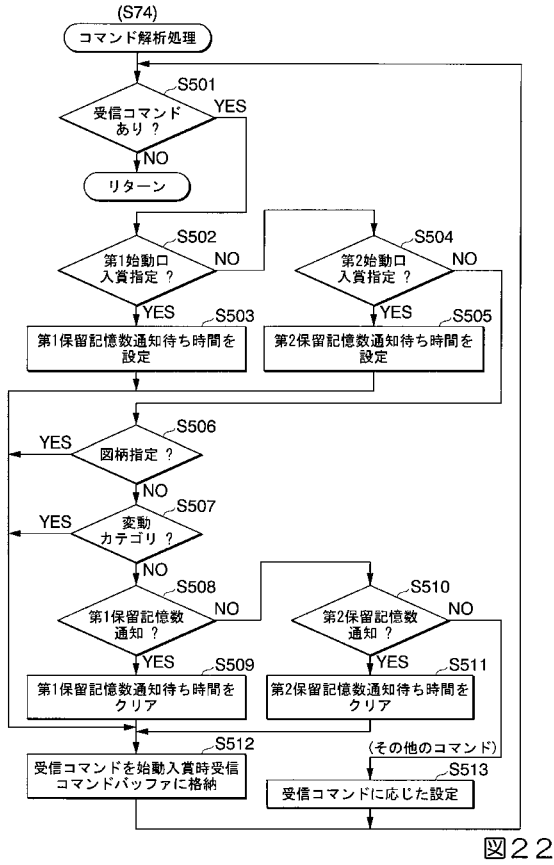 (S74)
コマンド解析処理
S501
受信コマンド
あり ?
YES
NO
リターン
S502
第1始動口
入賞指定 ?
NO
YES
S504
第2始動口
入賞指定 ?
NO
YES
S503
第1保留記憶数通知待ち時間を
設定
S505
第2保留記憶数通知待ち時間を
設定
S506
図柄指定 ?
YES
NO
S507
変動
カテゴリ ?
YES
NO
S508
第1保留記憶数
通知 ?
NO
YES
S510
第2保留記憶数
通知 ?
NO
YES
S509
第1保留記憶数通知待ち時間を
クリア
S511
第2保留記憶数通知待ち時間を
クリア
(その他のコマンド)
S512
受信コマンドを始動入賞時受信
コマンドバッファに格納
S513
受信コマンドに応じた設定
図22